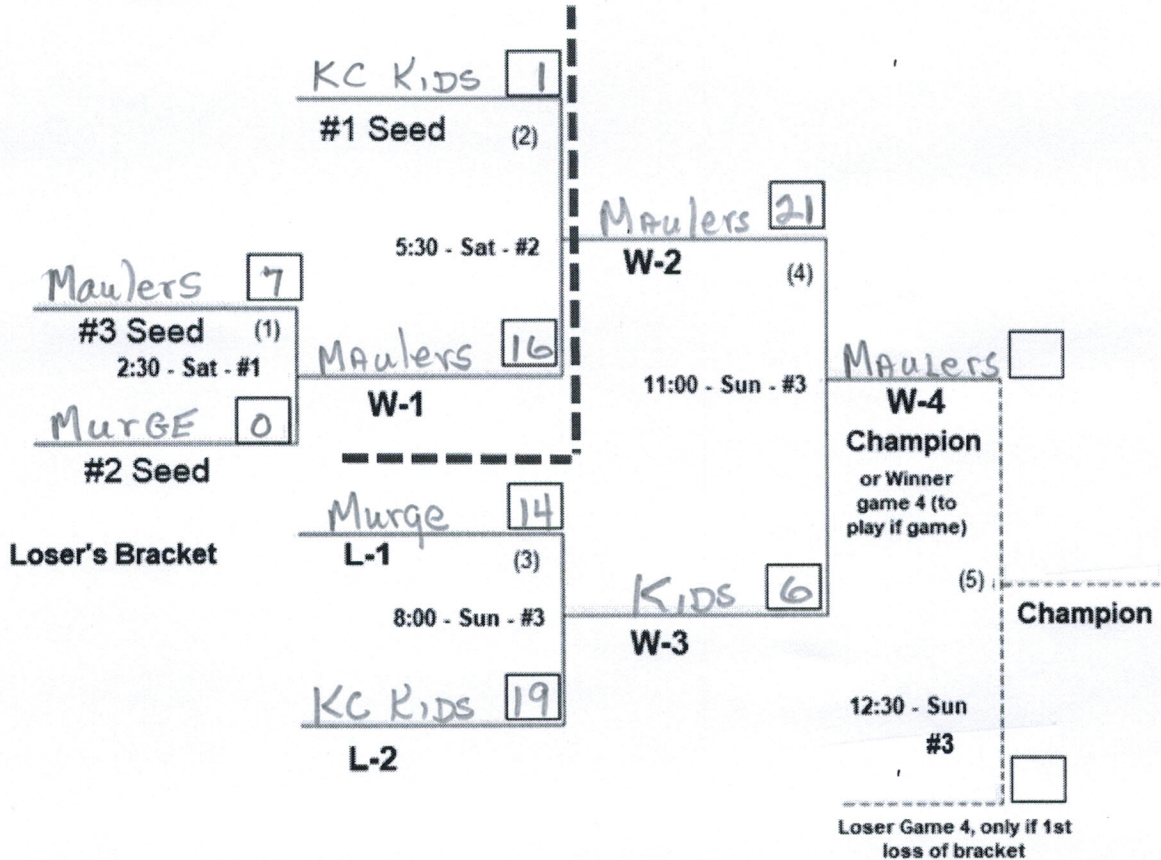 KC KiDS 1
#1 Seed (2)
5:30 - Sat - #2
Maulers 7
#3 Seed (1)
2:30 - Sat - #1
MurGE 0
#2 Seed
MAulers 16
W-1
MAulers 21
W-2 (4)
11:00 - Sun - #3
MAuLers
W-4
Champion
or Winner
game 4 (to
play if game)
Loser's Bracket
Murge 14
L-1 (3)
8:00 - Sun - #3
KC KiDS 19
L-2
KiDS 6
W-3
(5)
Champion
12:30 - Sun
#3
Loser Game 4, only if 1st
loss of bracket